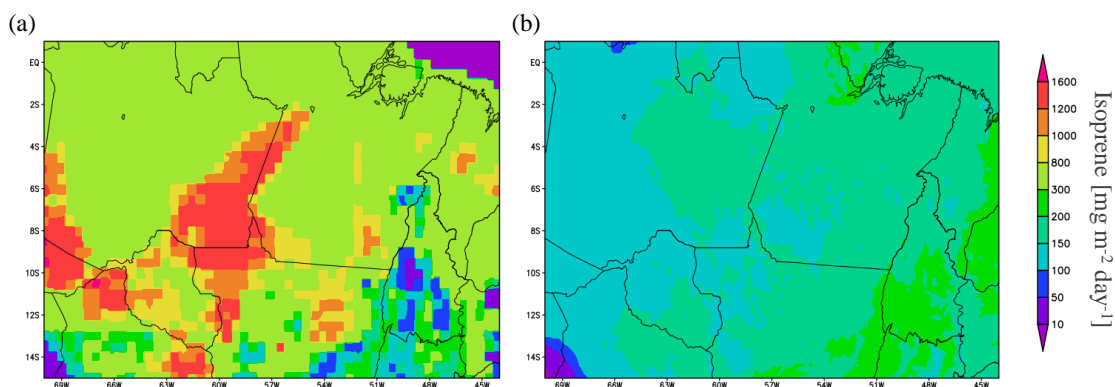 (a)
(b)
EQ
2S
4S
6S
8S
10S
12S
14S
69W 66W 63W 60W 57W 54W 51W 48W 45W
EQ
2S
4S
6S
8S
10S
12S
14S
69W 66W 63W 60W 57W 54W 51W 48W 45W
1600
1200
1000
800
300
200
150
100
50
10
Isoprene [mg m⁻² day⁻¹]